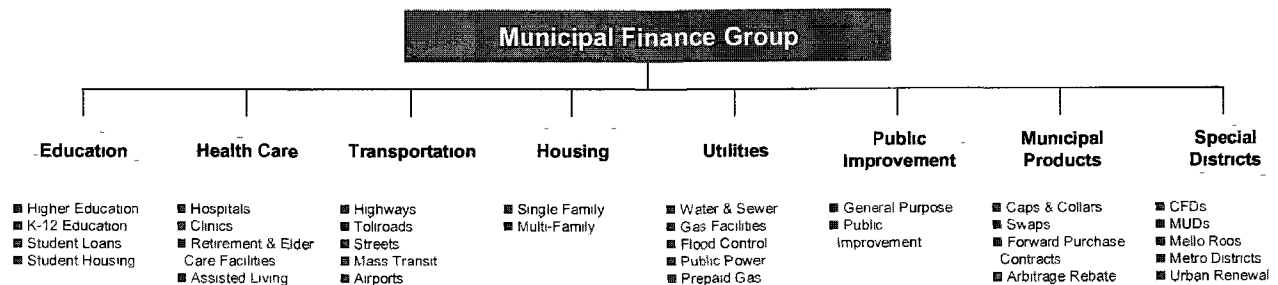 Municipal Finance Group
Education
Health Care
Transportation
Housing
Utilities
Public
Improvement
Municipal
Products
Special
Districts
Higher Education
K-12 Education
Student Loans
Student Housing
Hospitals
Clinics
Retirement & Elder
Care Facilities
Assisted Living
Highways
Tollroads
Streets
Mass Transit
Airports
Single Family
Multi-Family
Water & Sewer
Gas Facilities
Flood Control
Public Power
Prepaid Gas
General Purpose
Public
Improvement
Caps & Collars
Swaps
Forward Purchase
Contracts
Arbitrage Rebate
CFDs
MUDs
Mello Roos
Metro Districts
Urban Renewal